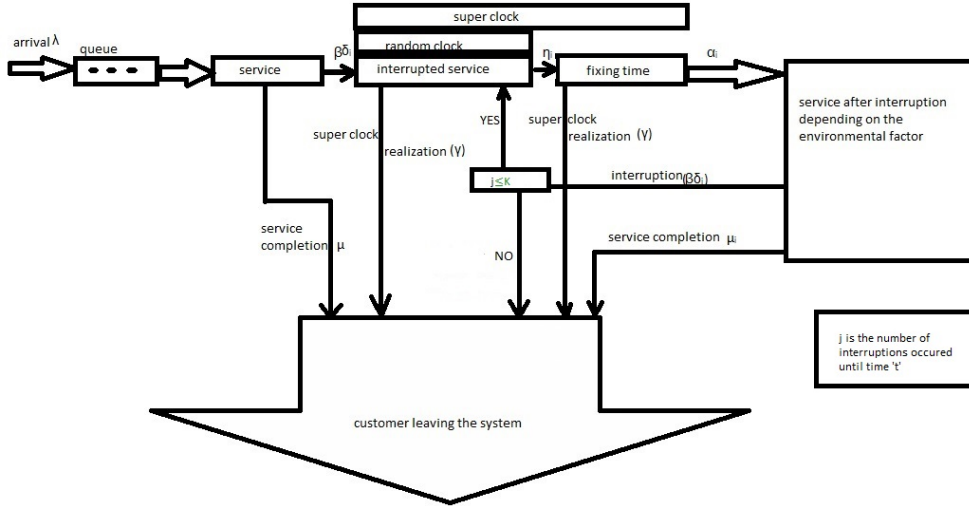 super clock
arrival λ
queue
random clock
service
βδᵢ
interrupted service
ηᵢ
fixing time
αᵢ
service after interruption
depending on the
environmental factor
YES
super clock
realization (γ)
super clock
realization (γ)
j≤K
interruption(βδᵢ)
service
completion μ
NO
service completion μᵢ
j is the number of
interruptions occured
until time 't'
customer leaving the system